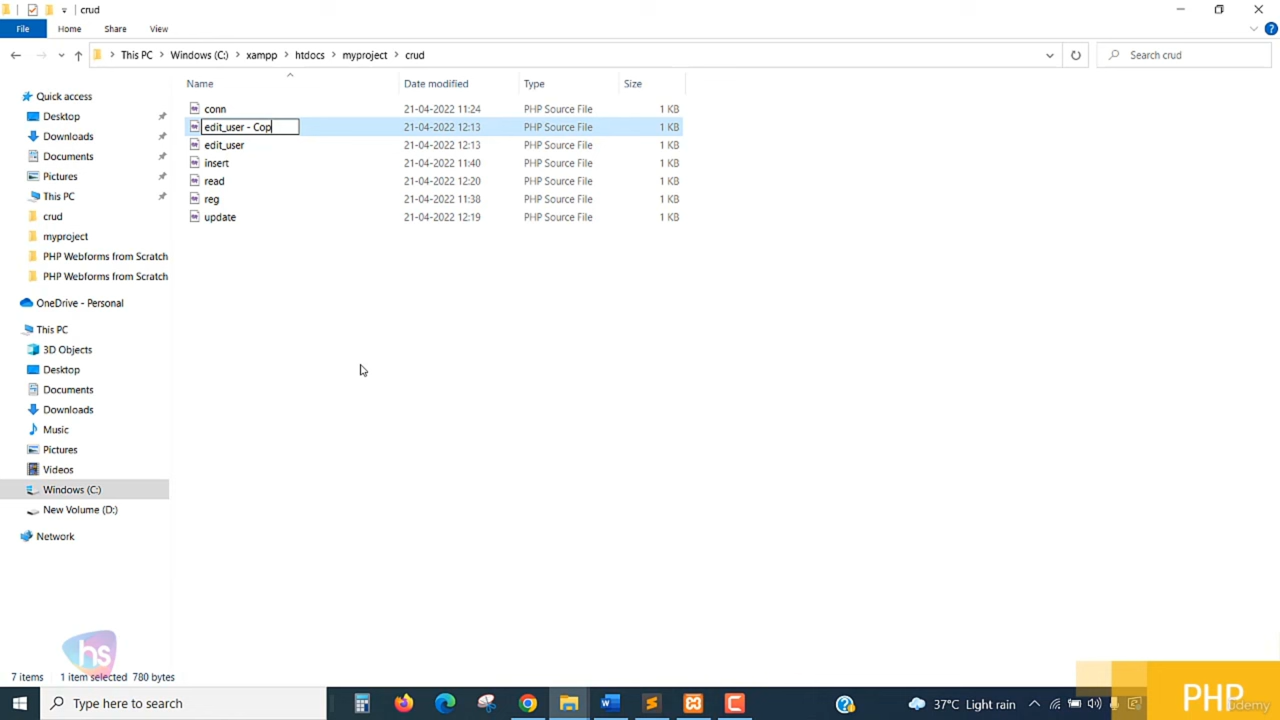 crud
File Home Share View
This PC Windows (C:) xampp htdocs myproject crud
Search crud
Name Date modified Type Size
conn 21-04-2022 11:24 PHP Source File 1 KB
edit_user - Cop 21-04-2022 12:13 PHP Source File 1 KB
edit_user 21-04-2022 12:13 PHP Source File 1 KB
insert 21-04-2022 11:40 PHP Source File 1 KB
read 21-04-2022 12:20 PHP Source File 1 KB
reg 21-04-2022 11:38 PHP Source File 1 KB
update 21-04-2022 12:19 PHP Source File 1 KB
Quick access
Desktop
Downloads
Documents
Pictures
This PC
crud
myproject
PHP Webforms from Scratch
PHP Webforms from Scratch
OneDrive - Personal
This PC
3D Objects
Desktop
Documents
Downloads
Music
Pictures
Videos
Windows (C:)
New Volume (D:)
Network
hs
7 items 1 item selected 780 bytes
Type here to search
37°C Light rain
PHP
udemy